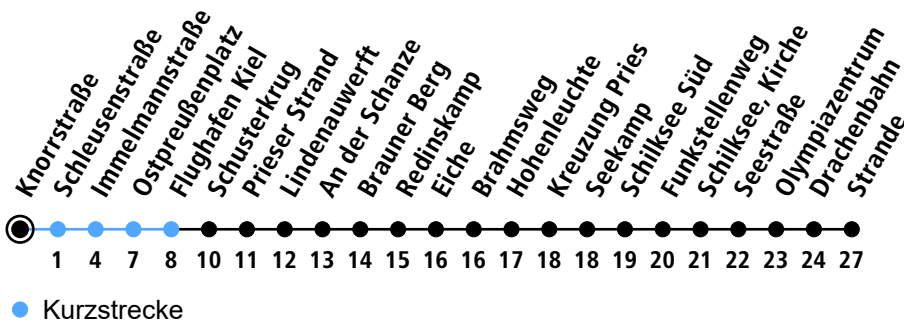 Knorrstraße
Schleusenstraße
Immelmannstraße
Ostpreußenplatz
Flughafen Kiel
Schusterkrug
Prieser Strand
Lindenauwerft
An der Schanze
Brauner Berg
Redinskamp
Eiche
Brahmsweg
Hohenleuchte
Kreuzung Pries
Seekamp
Schilksee Süd
Funkstellenweg
Schilksee, Kirche
Seestraße
Olympiazentrum
Drachenbahn
Strande
1 4 7 8 10 11 12 13 14 15 16 16 17 18 18 19 20 21 22 23 24 27
Kurzstrecke